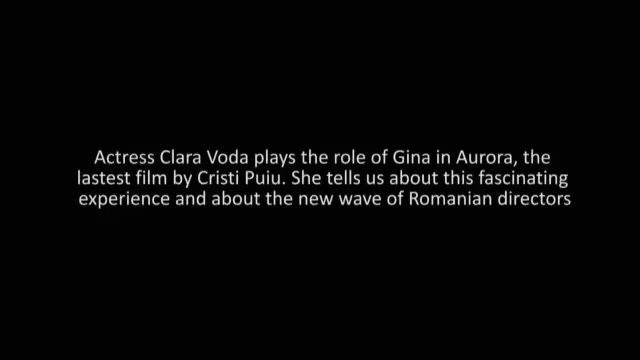 Actress Clara Voda plays the role of Gina in Aurora, the
lastest film by Cristi Puiu. She tells us about this fascinating
experience and about the new wave of Romanian directors